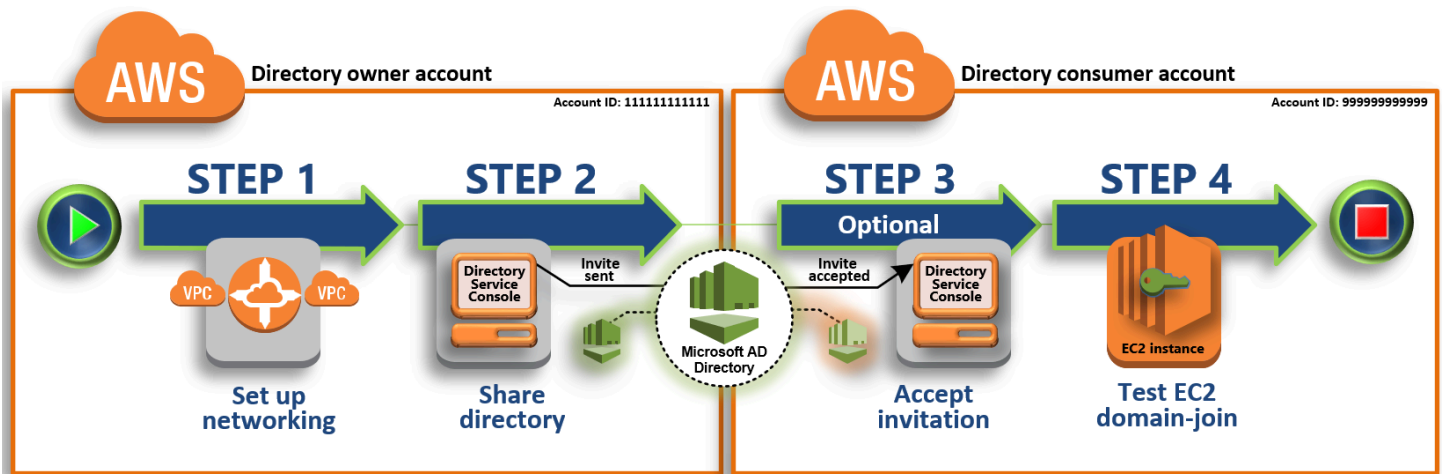 AWS
Directory owner account
Account ID: 111111111111
STEP 1
STEP 2
VPC
VPC
Directory
Service
Console
Invite
sent
Set up
networking
Share
directory
Microsoft AD
Directory
AWS
Directory consumer account
Account ID: 999999999999
STEP 3
Optional
STEP 4
Invite
accepted
Directory
Service
Console
EC2 instance
Accept
invitation
Test EC2
domain-join